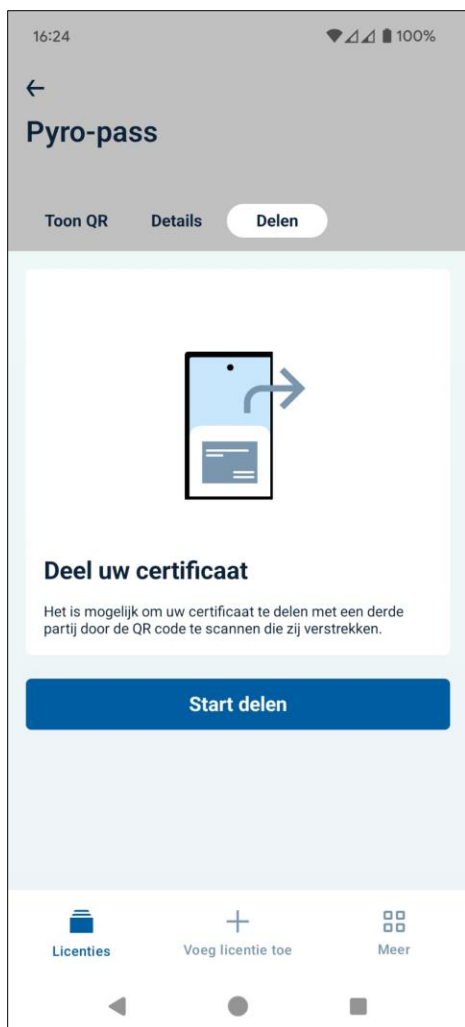 16:24 100%
Pyro-pass
Toon QR Details Delen
Deel uw certificaat
Het is mogelijk om uw certificaat te delen met een derde
partij door de QR code te scannen die zij verstrekken.
Start delen
Licenties Voeg licentie toe Meer